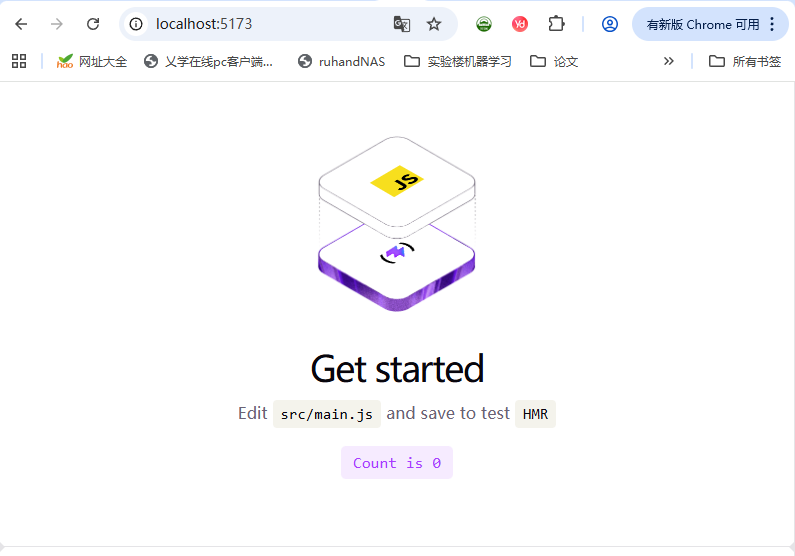 localhost:5173
有新版 Chrome 可用
hao 网址大全
乂学在线pc客户端...
ruhandNAS
实验楼机器学习
论文
»
所有书签
JS
Get started
Edit src/main.js and save to test HMR
Count is 0